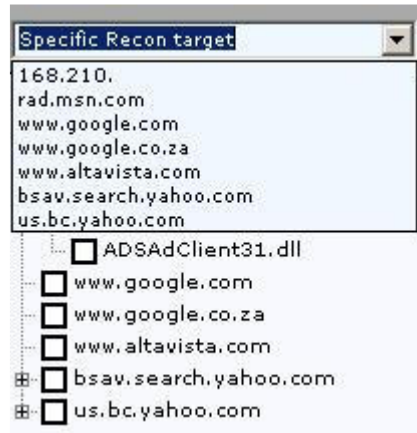 Specific Recon target
168.210.
rad.msn.com
www.google.com
www.google.co.za
www.altavista.com
bsav.search.yahoo.com
us.bc.yahoo.com
ADSAdClient31.dll
www.google.com
www.google.co.za
www.altavista.com
bsav.search.yahoo.com
us.bc.yahoo.com